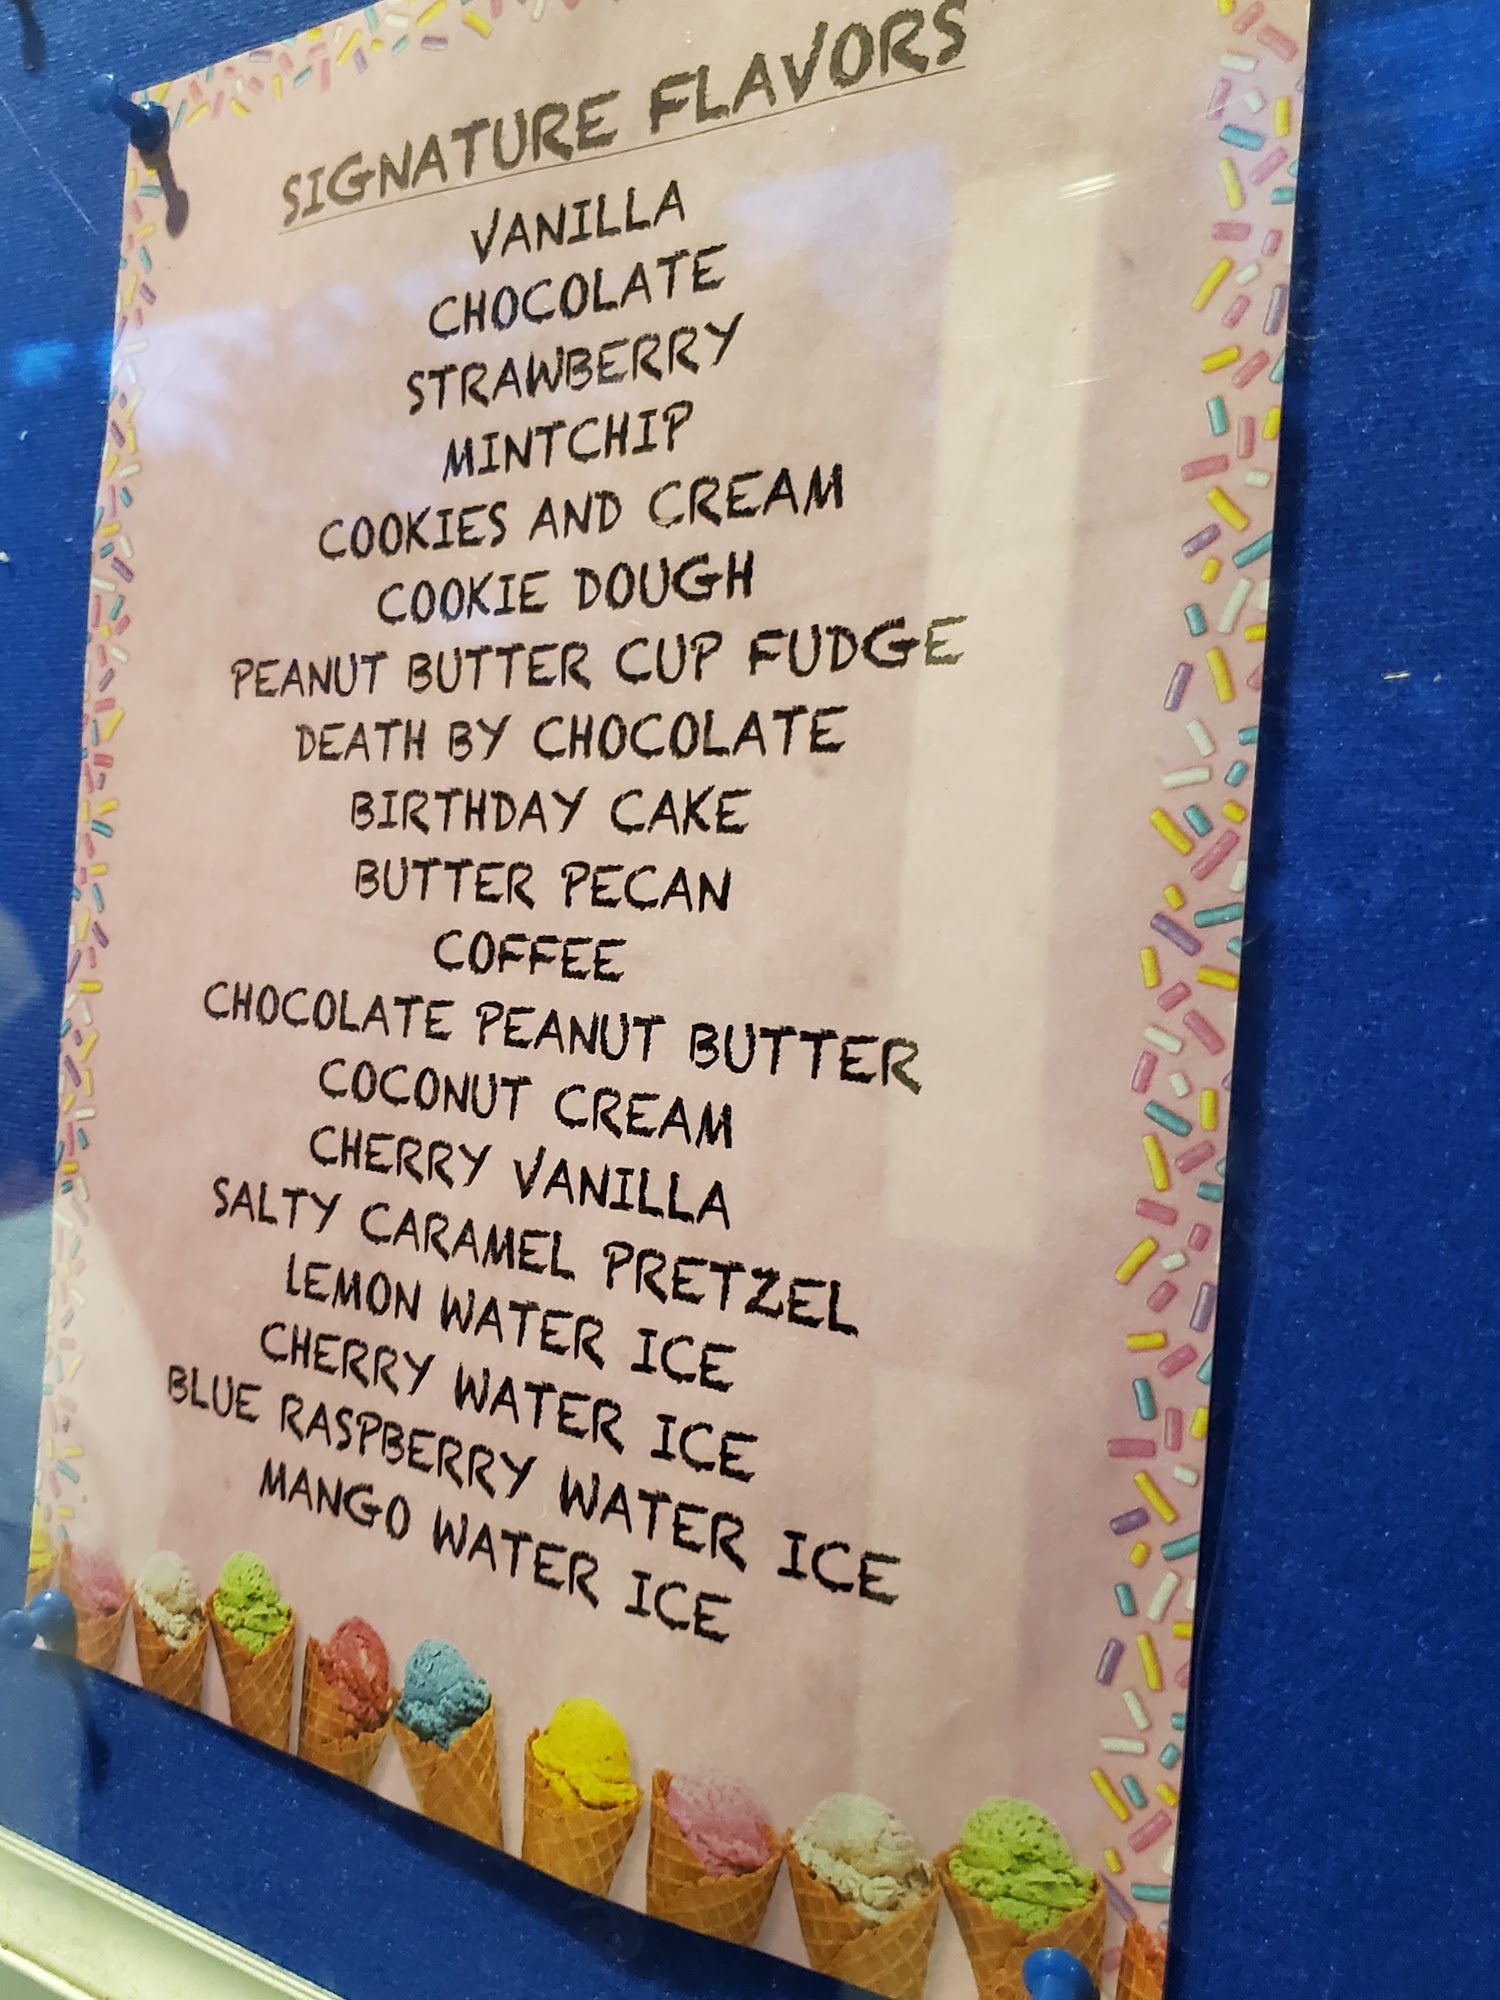 SIGNATURE FLAVORS
VANILLA
CHOCOLATE
STRAWBERRY
MINTCHIP
COOKIES AND CREAM
COOKIE DOUGH
PEANUT BUTTER CUP FUDGE
DEATH BY CHOCOLATE
BIRTHDAY CAKE
BUTTER PECAN
COFFEE
CHOCOLATE PEANUT BUTTER
COCONUT CREAM
CHERRY VANILLA
SALTY CARAMEL PRETZEL
LEMON WATER ICE
CHERRY WATER ICE
BLUE RASPBERRY WATER ICE
MANGO WATER ICE